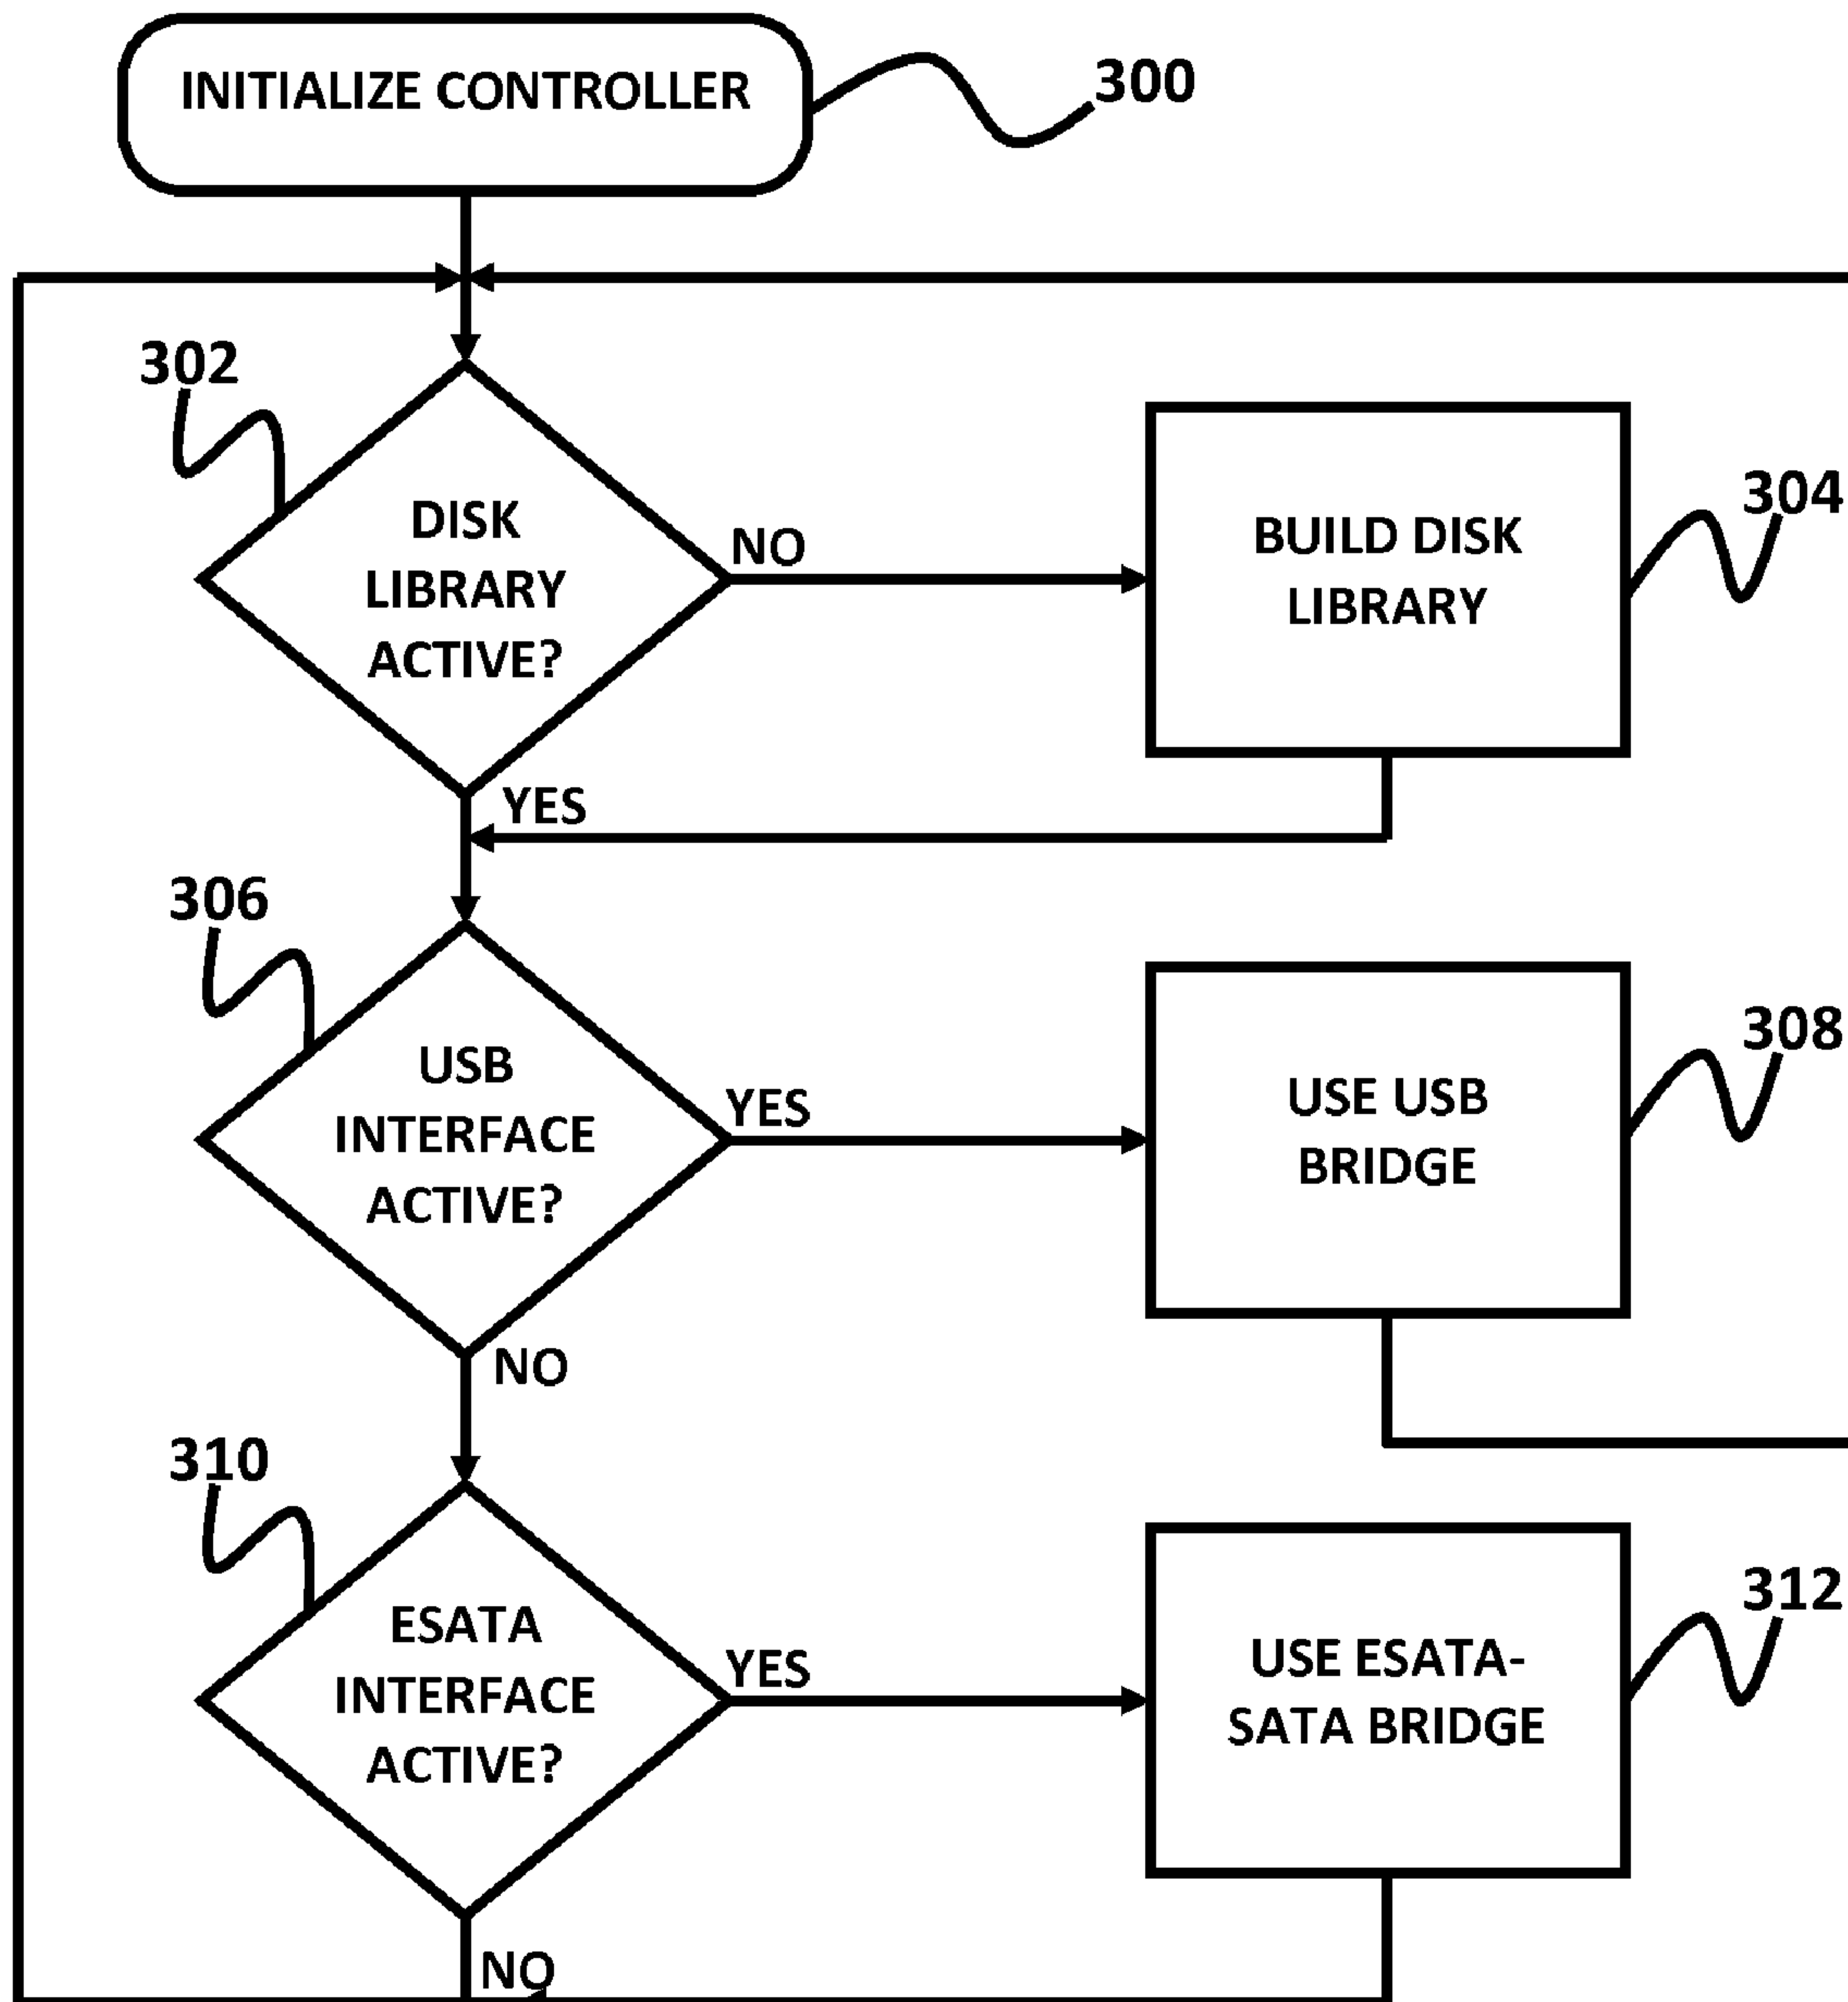 INITIALIZE CONTROLLER
300
302
DISK
LIBRARY
ACTIVE?
NO
BUILD DISK
LIBRARY
304
YES
306
USB
INTERFACE
ACTIVE?
YES
USE USB
BRIDGE
308
NO
310
ESATA
INTERFACE
ACTIVE?
YES
USE ESATA-
SATA BRIDGE
312
NO